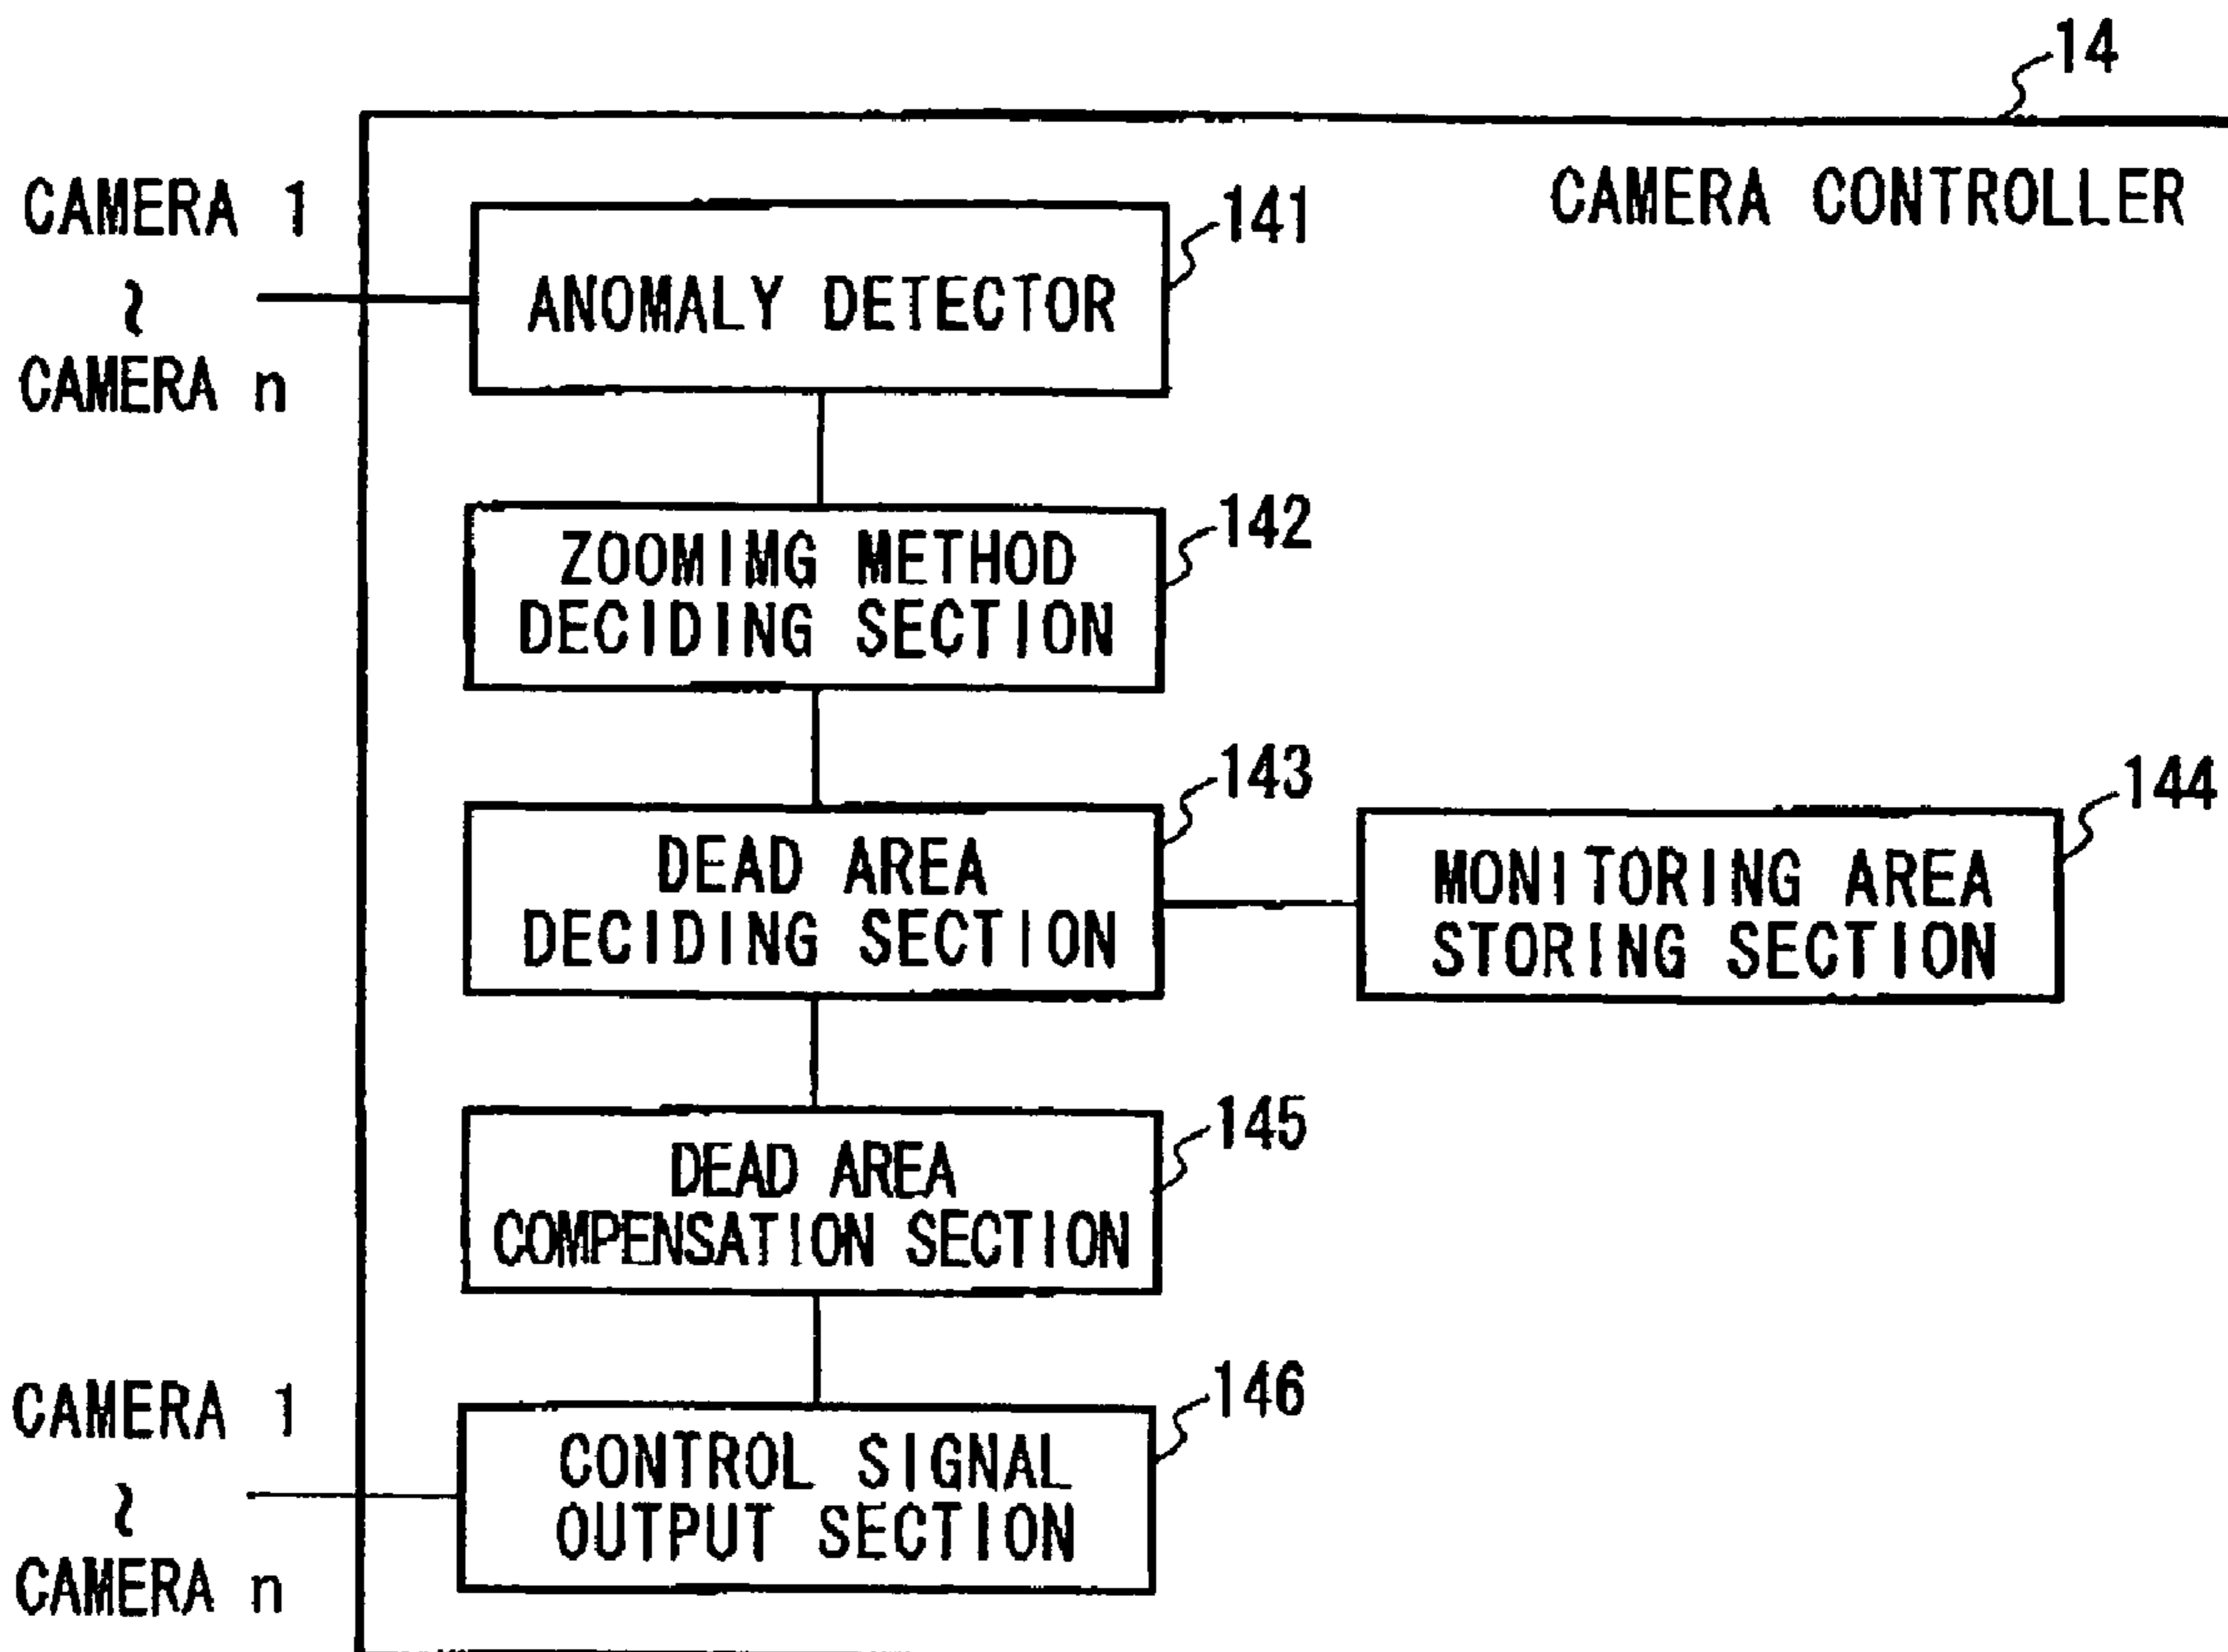 14
CAMERA CONTROLLER
CAMERA 1
~
CAMERA n
141
ANOMALY DETECTOR
142
ZOOMIMG METHOD
DECIDING SECTION
143
DEAD AREA
DECIDING SECTION
144
MONITORING AREA
STORING SECTION
145
DEAD AREA
COMPENSATION SECTION
CAMERA 1
~
CAMERA n
146
CONTROL SIGNAL
OUTPUT SECTION